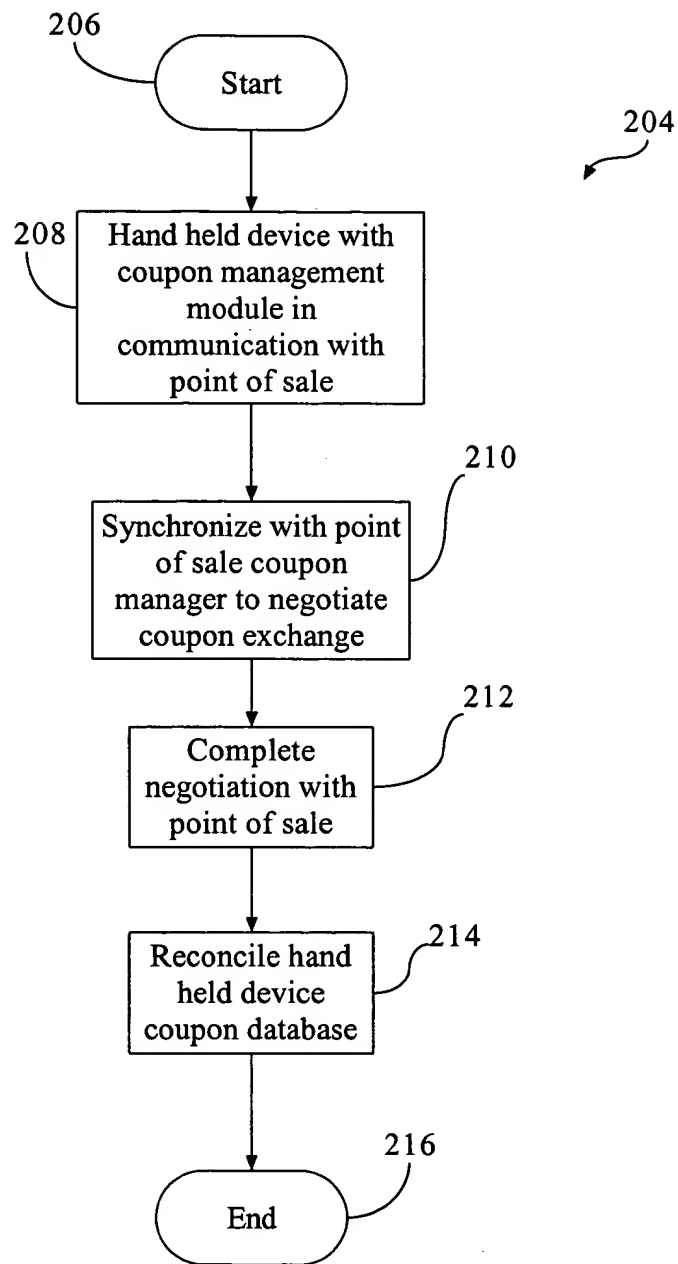 206
Start
204
208
Hand held device with
coupon management
module in
communication with
point of sale
210
Synchronize with point
of sale coupon
manager to negotiate
coupon exchange
212
Complete
negotiation with
point of sale
214
Reconcile hand
held device
coupon database
216
End